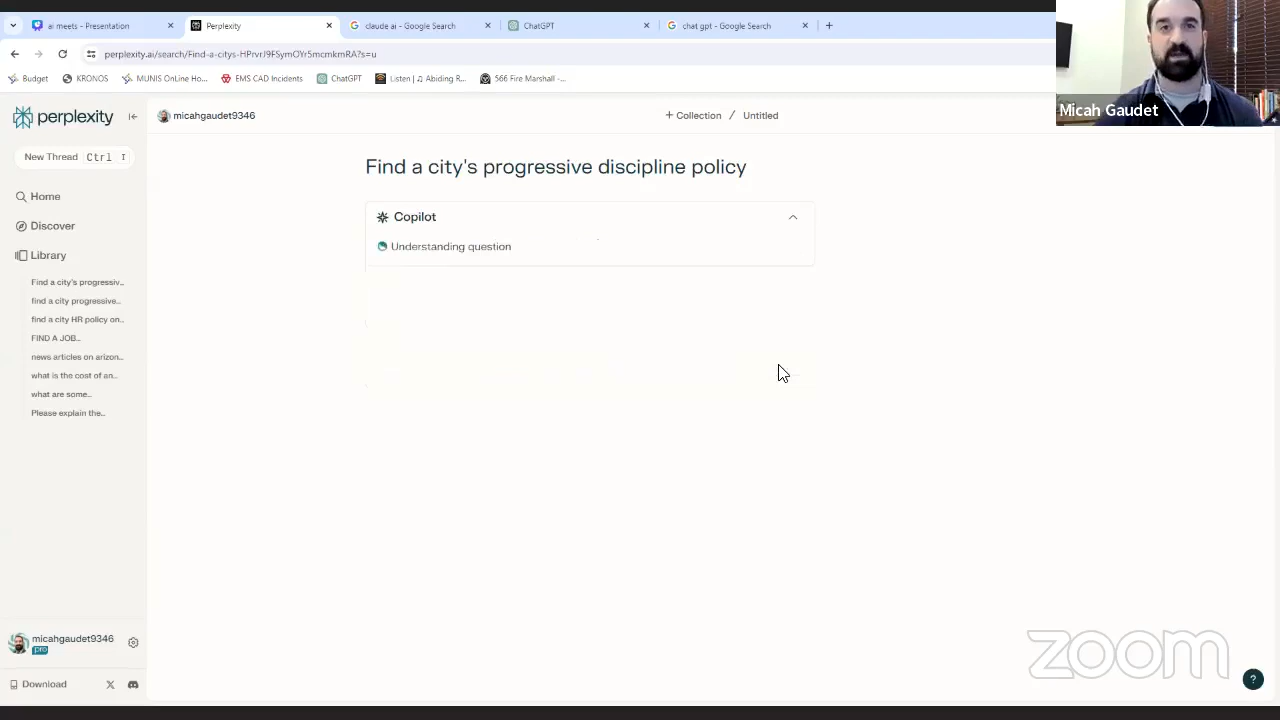 ai meets - Presentation
Perplexity
claude ai - Google Search
ChatGPT
chat gpt - Google Search
perplexity.ai/search/Find-a-citys-HPrvrJ9FSymOYr5mcmkmRA?s=u
Budget
KRONOS
MUNIS OnLine Ho...
EMS CAD Incidents
ChatGPT
Listen | ♫ Abiding R...
566 Fire Marshall -...
Micah Gaudet
perplexity
micahgaudet9346
+ Collection / Untitled
New Thread Ctrl I
Find a city's progressive discipline policy
Home
Copilot
Discover
Understanding question
Library
Find a city's progressiv...
find a city progressive...
find a city HR policy on...
FIND A JOB...
news articles on arizon...
what is the cost of an...
what are some...
Please explain the...
micahgaudet9346
pro
zoom
Download
?